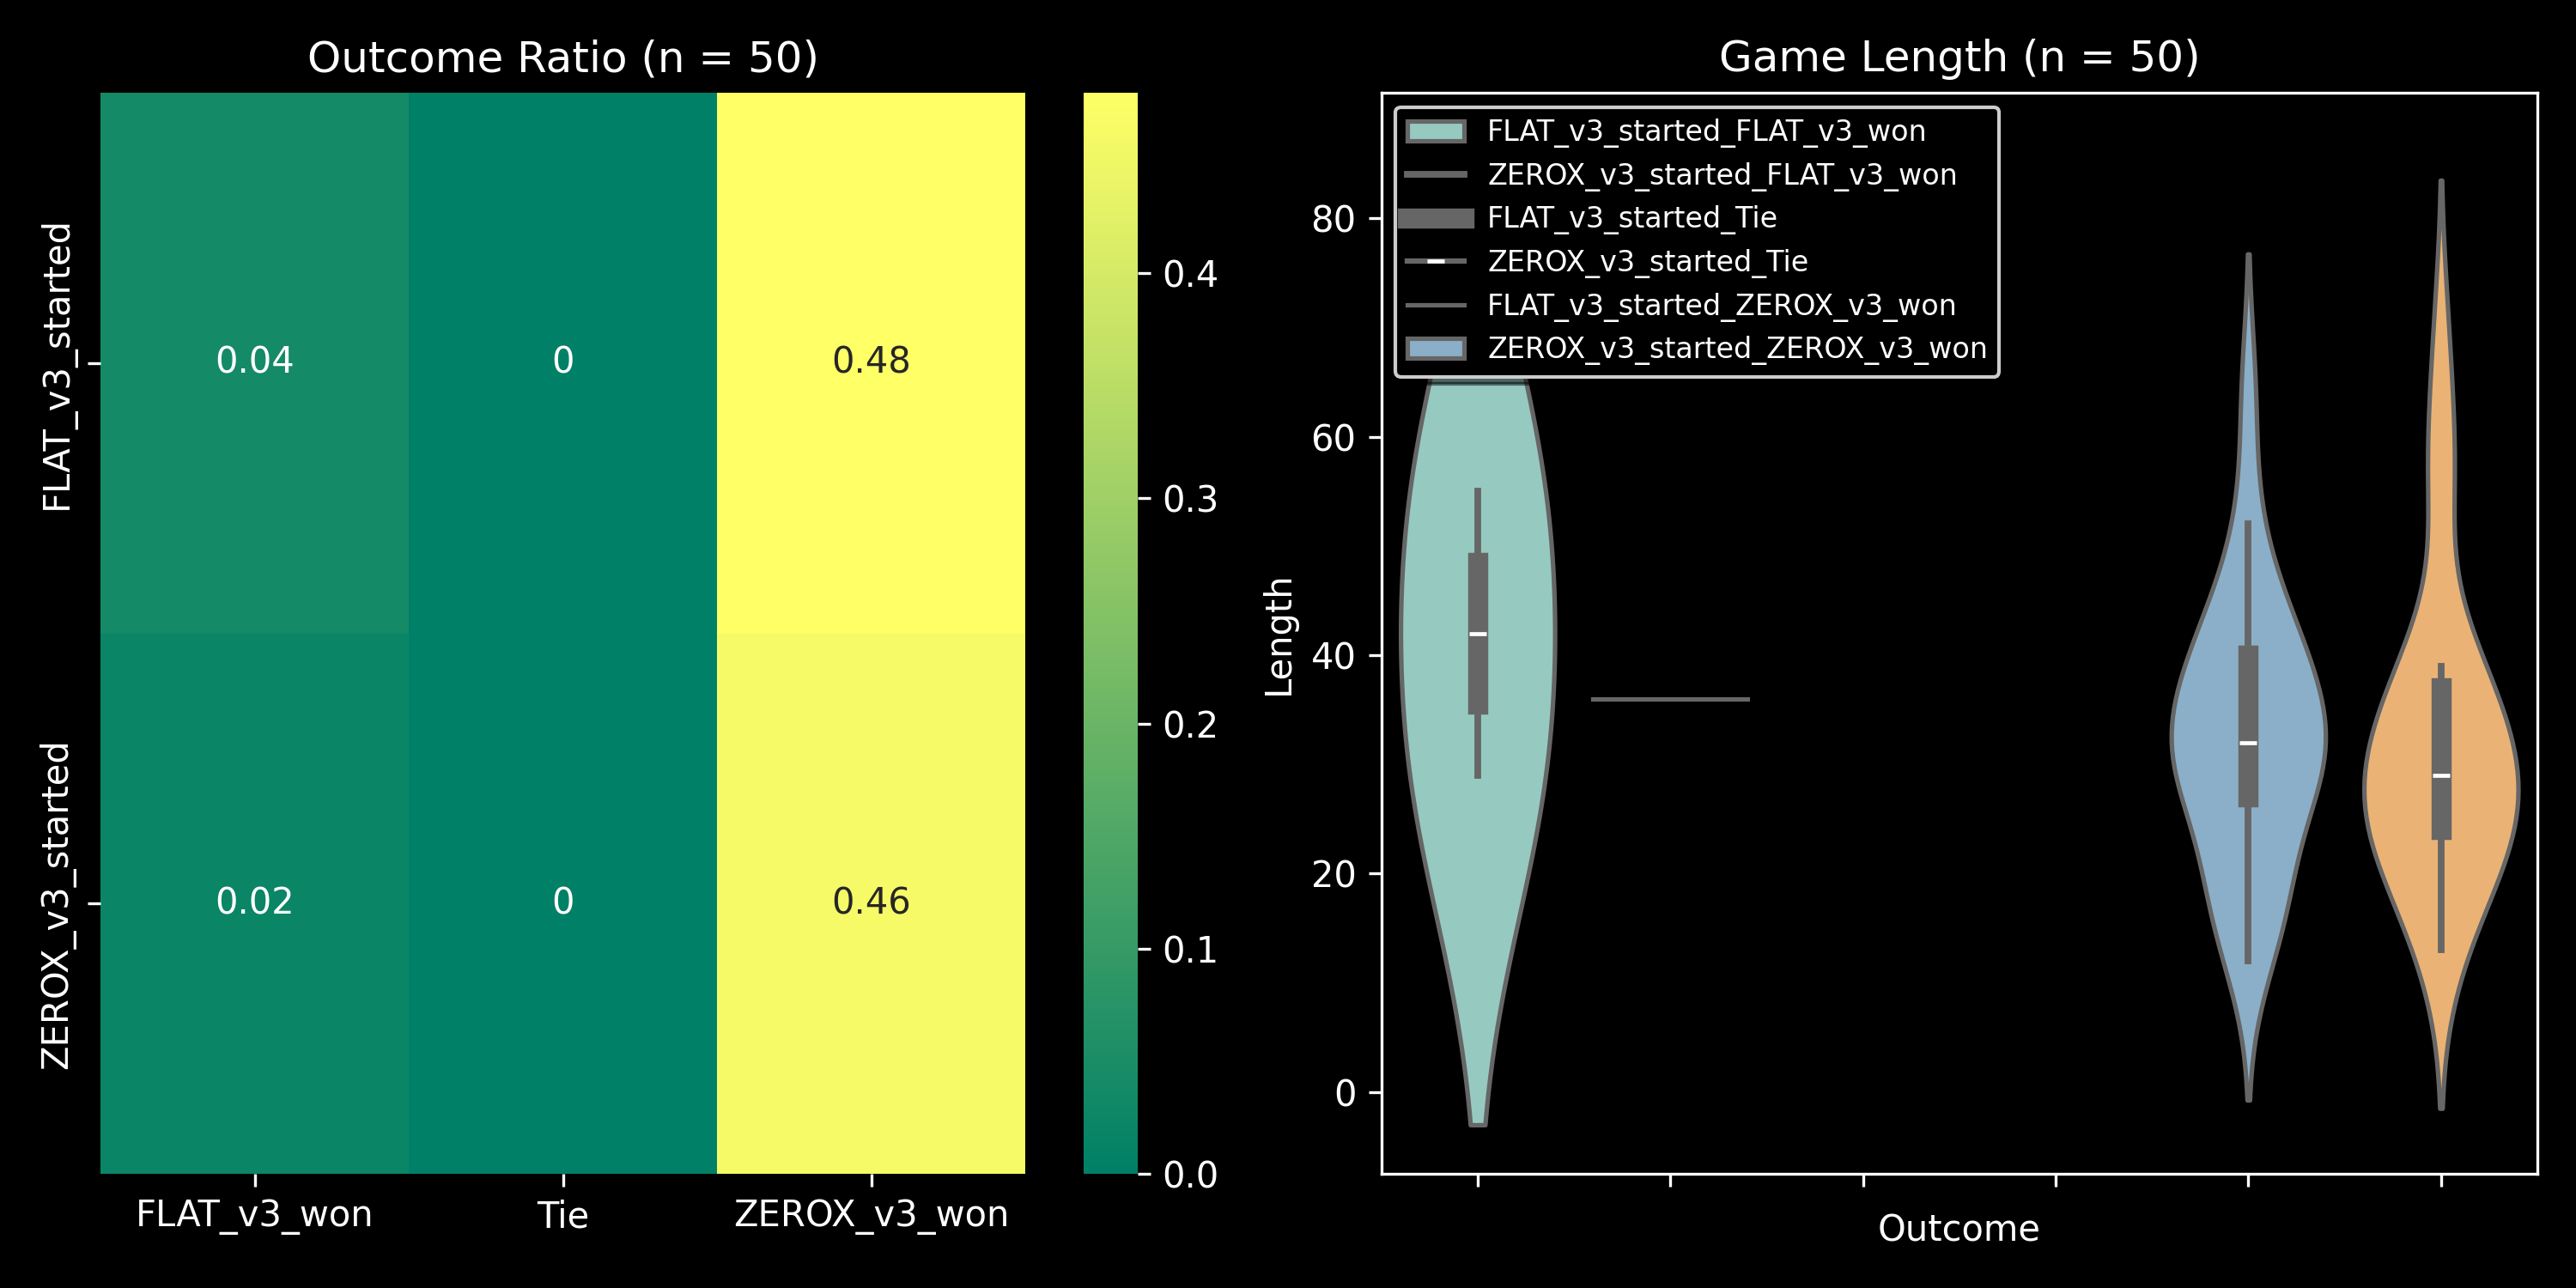 Outcome Ratio (n = 50)
FLAT_v3_started
ZEROX_v3_started
0.04
0
0.48
0.02
0
0.46
FLAT_v3_won
Tie
ZEROX_v3_won
0.4
0.3
0.2
0.1
0.0
Game Length (n = 50)
FLAT_v3_started_FLAT_v3_won
ZEROX_v3_started_FLAT_v3_won
FLAT_v3_started_Tie
ZEROX_v3_started_Tie
FLAT_v3_started_ZEROX_v3_won
ZEROX_v3_started_ZEROX_v3_won
Length
80
60
40
20
0
Outcome